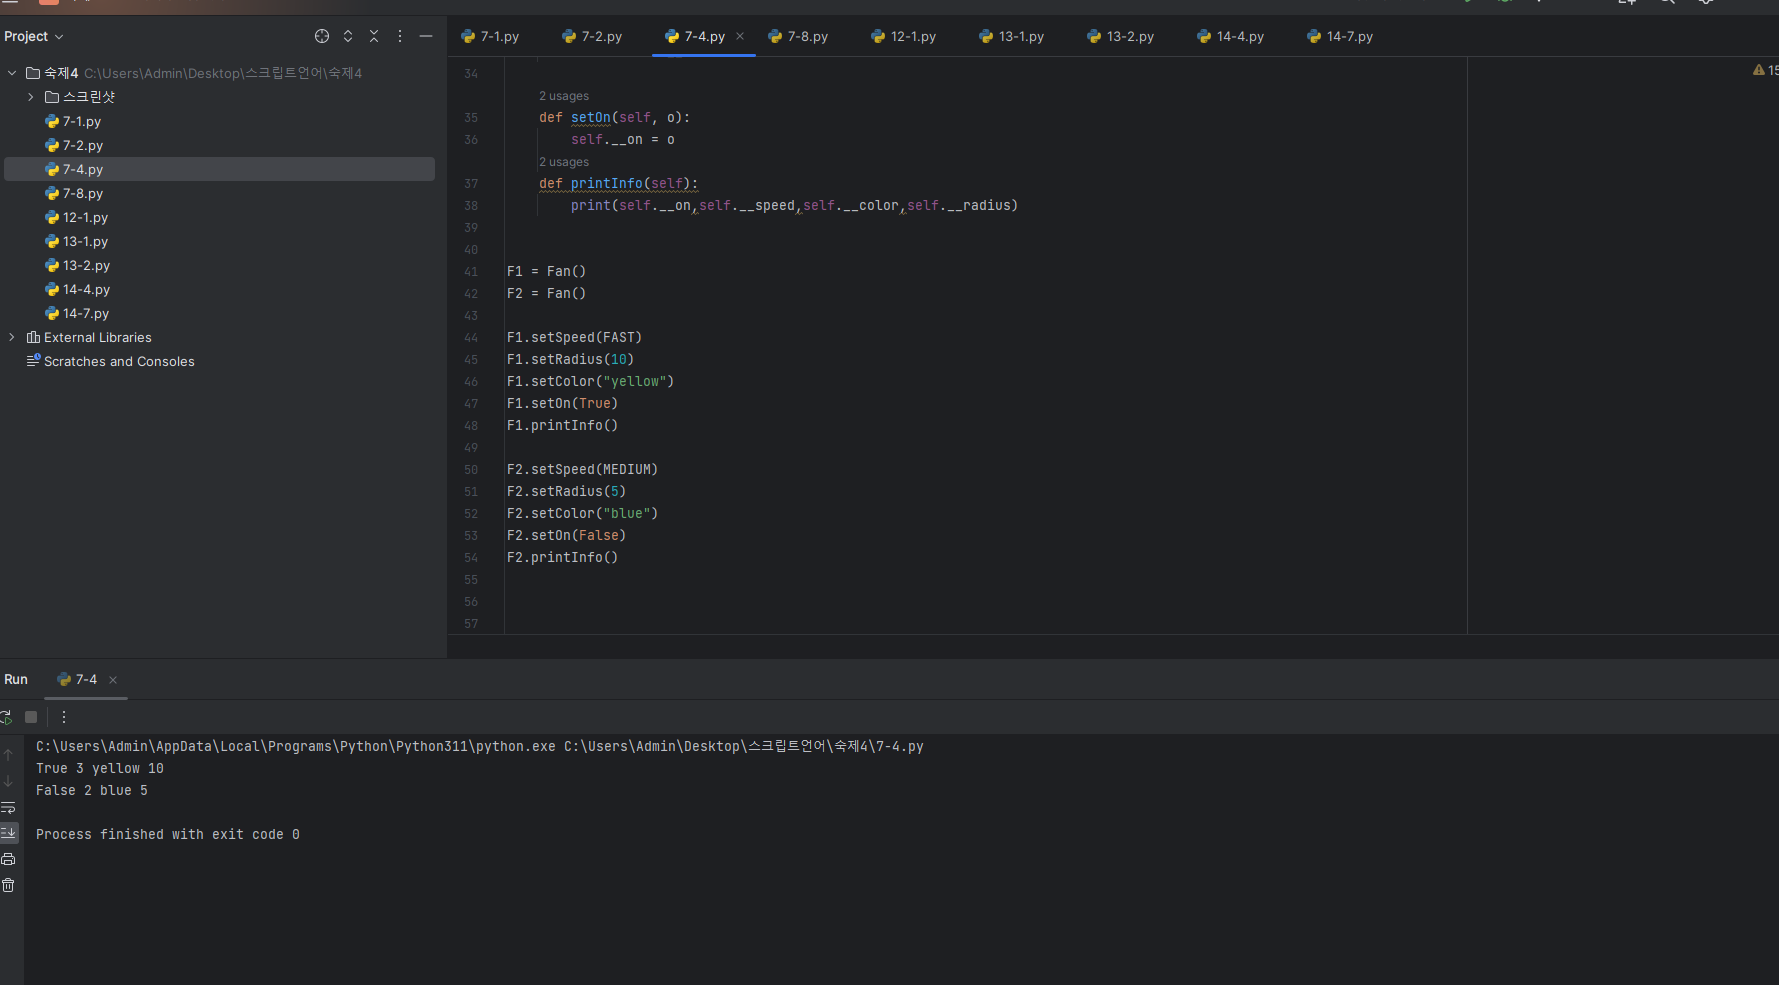 Project
숙제4 C:\Users\Admin\Desktop\스크립트언어\숙제4
스크린샷
7-1.py
7-2.py
7-4.py
7-8.py
12-1.py
13-1.py
13-2.py
14-4.py
14-7.py
External Libraries
Scratches and Consoles
7-1.py 7-2.py 7-4.py 7-8.py 12-1.py 13-1.py 13-2.py 14-4.py 14-7.py
15
34
2 usages
35 def setOn(self, o):
36 self.__on = o
2 usages
37 def printInfo(self):
38 print(self.__on,self.__speed,self.__color,self.__radius)
39
40
41 F1 = Fan()
42 F2 = Fan()
43
44 F1.setSpeed(FAST)
45 F1.setRadius(10)
46 F1.setColor("yellow")
47 F1.setOn(True)
48 F1.printInfo()
49
50 F2.setSpeed(MEDIUM)
51 F2.setRadius(5)
52 F2.setColor("blue")
53 F2.setOn(False)
54 F2.printInfo()
55
56
57
Run 7-4
C:\Users\Admin\AppData\Local\Programs\Python\Python311\python.exe C:\Users\Admin\Desktop\스크립트언어\숙제4\7-4.py
True 3 yellow 10
False 2 blue 5
Process finished with exit code 0